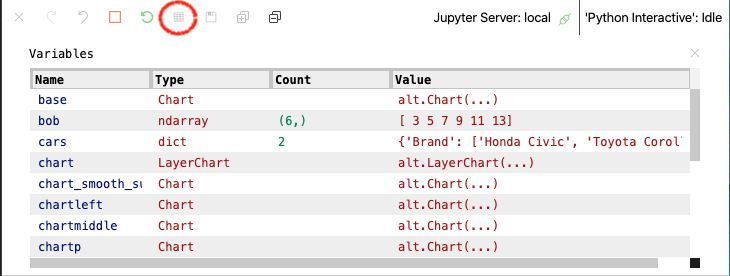 Jupyter Server: local 'Python Interactive': Idle
Variables
Name Type Count Value
base Chart alt.Chart(...)
bob ndarray (6,) [ 3 5 7 9 11 13]
cars dict 2 {'Brand': ['Honda Civic', 'Toyota Corol
chart LayerChart alt.LayerChart(...)
chart_smooth_su Chart alt.Chart(...)
chartleft Chart alt.Chart(...)
chartmiddle Chart alt.Chart(...)
chartp Chart alt.Chart(...)